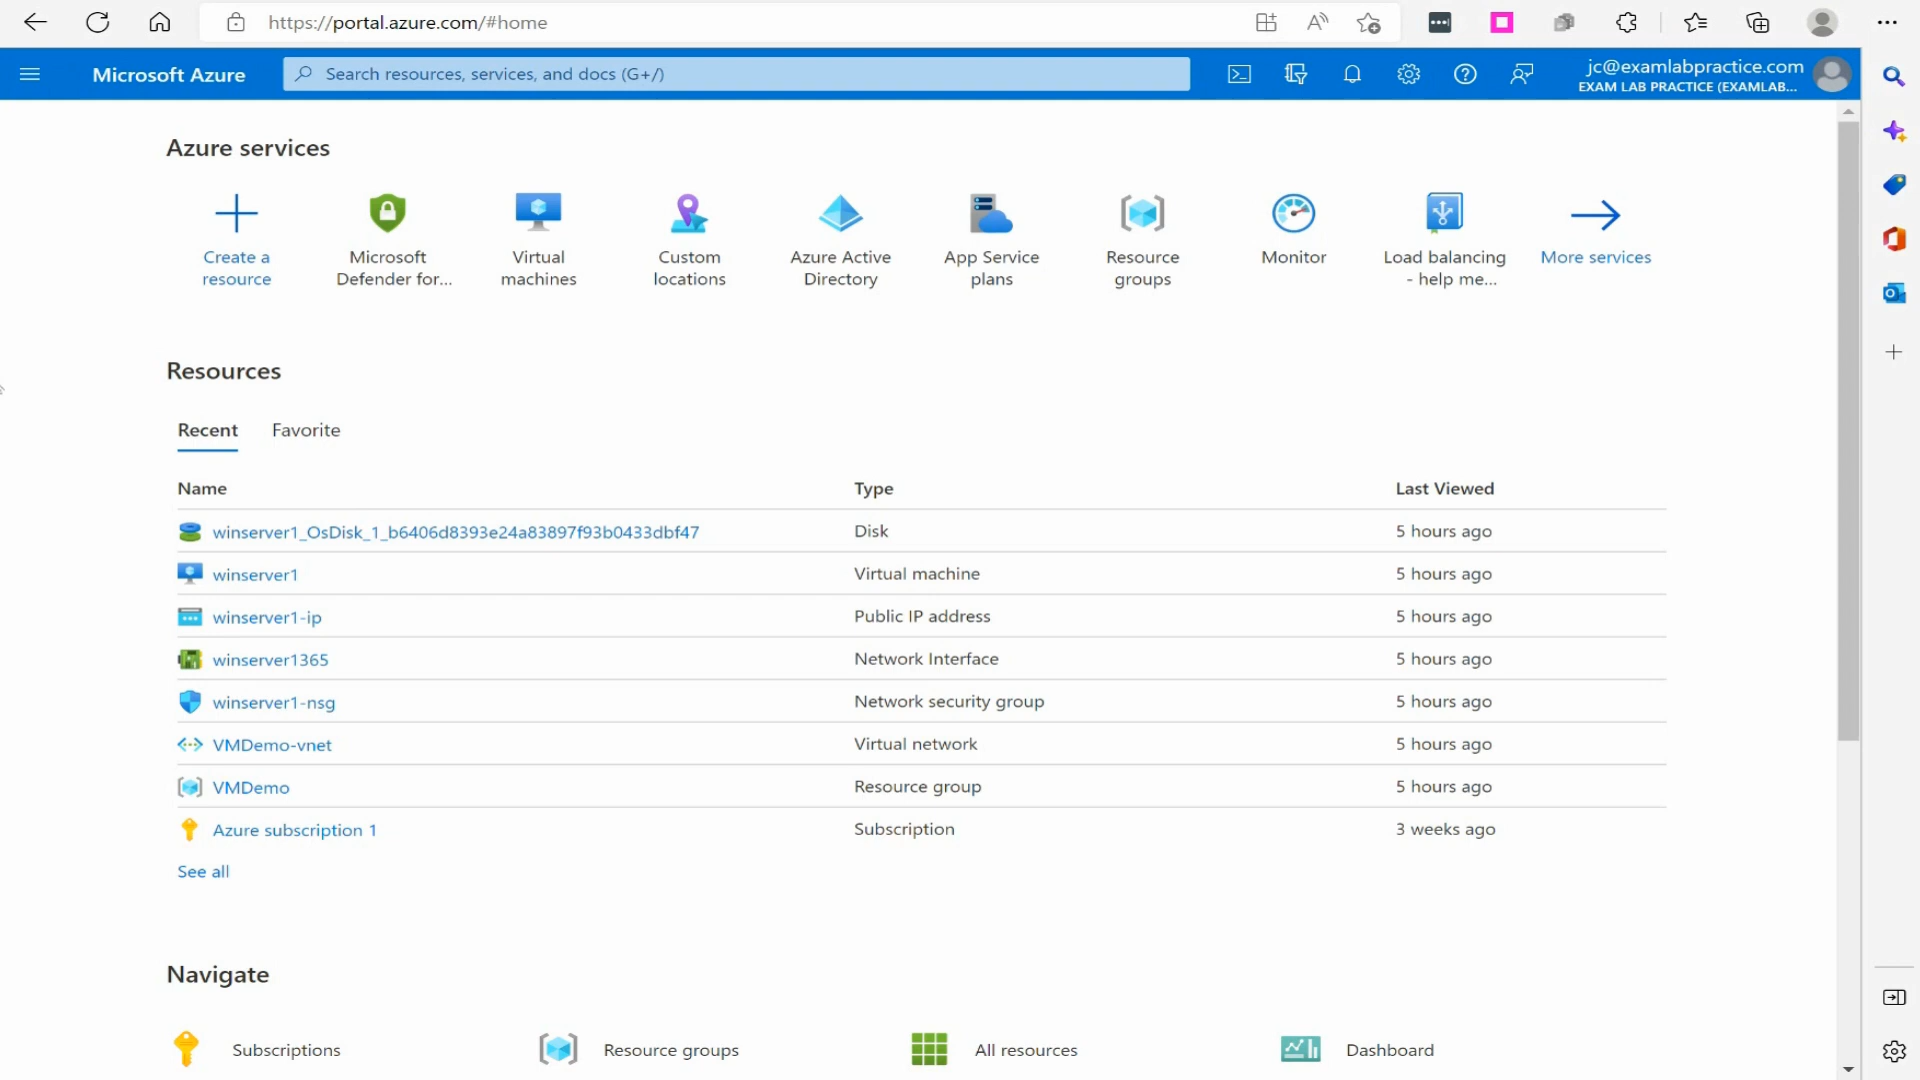 https://portal.azure.com/#home
Microsoft Azure
Search resources, services, and docs (G+/)
jc@examlabpractice.com
EXAM LAB PRACTICE (EXAMLAB...
Azure services
Create a
resource
Microsoft
Defender for...
Virtual
machines
Custom
locations
Azure Active
Directory
App Service
plans
Resource
groups
Monitor
Load balancing
- help me...
More services
Resources
Recent Favorite
Name Type Last Viewed
winserver1_OsDisk_1_b6406d8393e24a83897f93b0433dbf47 Disk 5 hours ago
winserver1 Virtual machine 5 hours ago
winserver1-ip Public IP address 5 hours ago
winserver1365 Network Interface 5 hours ago
winserver1-nsg Network security group 5 hours ago
VMDemo-vnet Virtual network 5 hours ago
VMDemo Resource group 5 hours ago
Azure subscription 1 Subscription 3 weeks ago
See all
Navigate
Subscriptions Resource groups All resources Dashboard